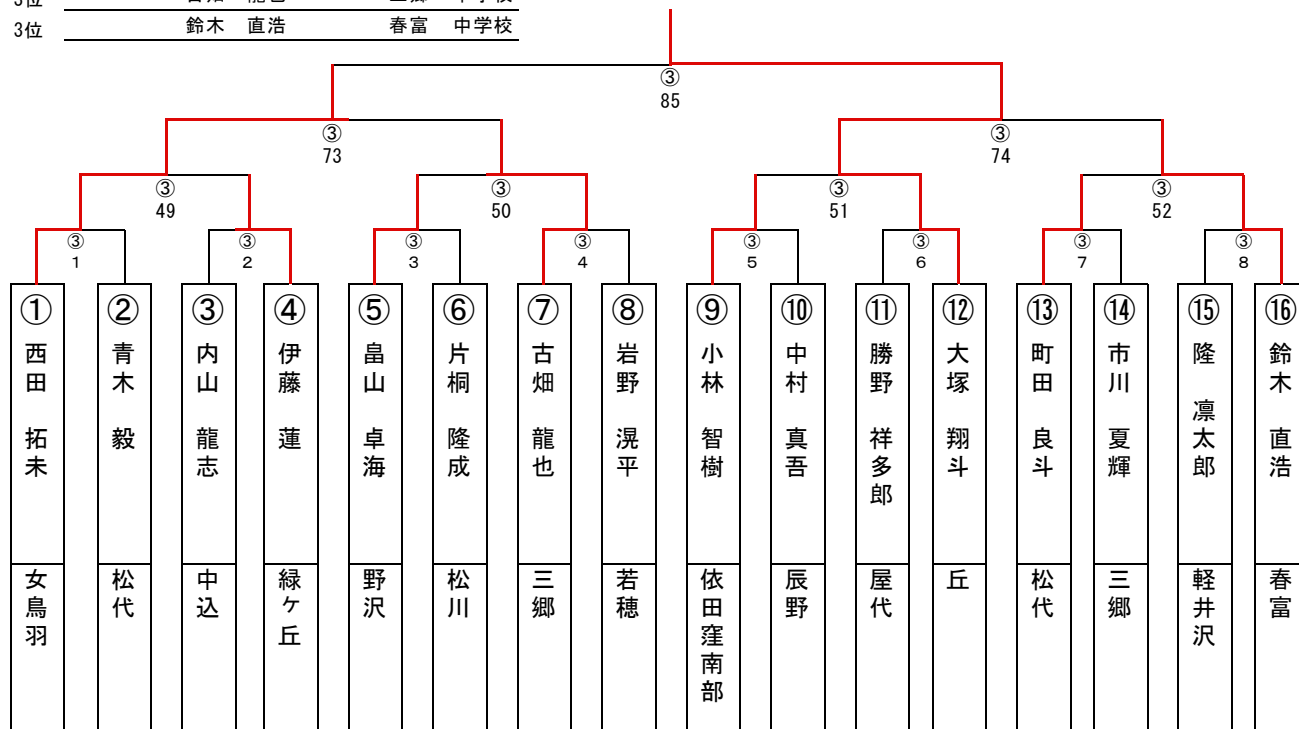 3位
3位 鈴木 直浩 春富 中学校
③
85
③ ③
73 74
③ ③ ③ ③
49 50 51 52
③ ③ ③ ③ ③ ③ ③ ③
1 2 3 4 5 6 7 8
① ② ③ ④ ⑤ ⑥ ⑦ ⑧ ⑨ ⑩ ⑪ ⑫ ⑬ ⑭ ⑮ ⑯
西田 拓未
青木 毅
内山 龍志
伊藤 蓮
畠山 卓海
片桐 隆成
古畑 龍也
岩野 滉平
小林 智樹
中村 真吾
勝野 祥多郎
大塚 翔斗
町田 良斗
市川 夏輝
隆 凛太郎
鈴木 直浩
女鳥羽
松代
中込
緑ヶ丘
野沢
松川
三郷
若穂
依田窪南部
辰野
屋代
丘
松代
三郷
軽井沢
春富